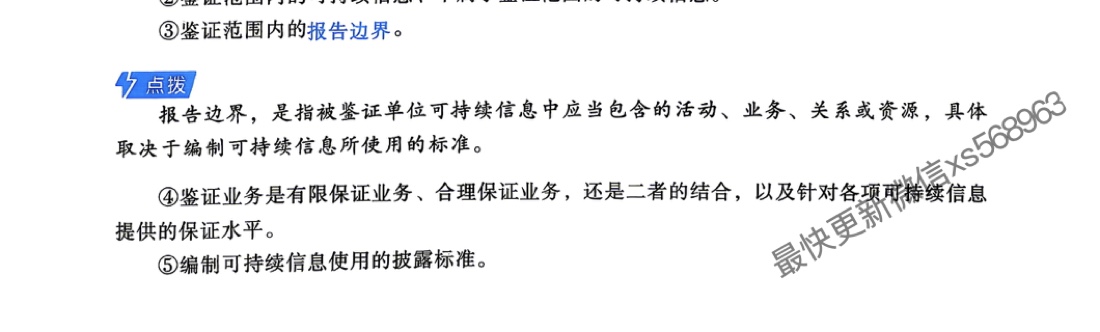 ③鉴证范围内的报告边界。
点拨
报告边界，是指被鉴证单位可持续信息中应当包含的活动、业务、关系或资源，具体
取决于编制可持续信息所使用的标准。
④鉴证业务是有限保证业务、合理保证业务，还是二者的结合，以及针对各项可持续信息
提供的保证水平。
⑤编制可持续信息使用的披露标准。
最快更新微信xs568963